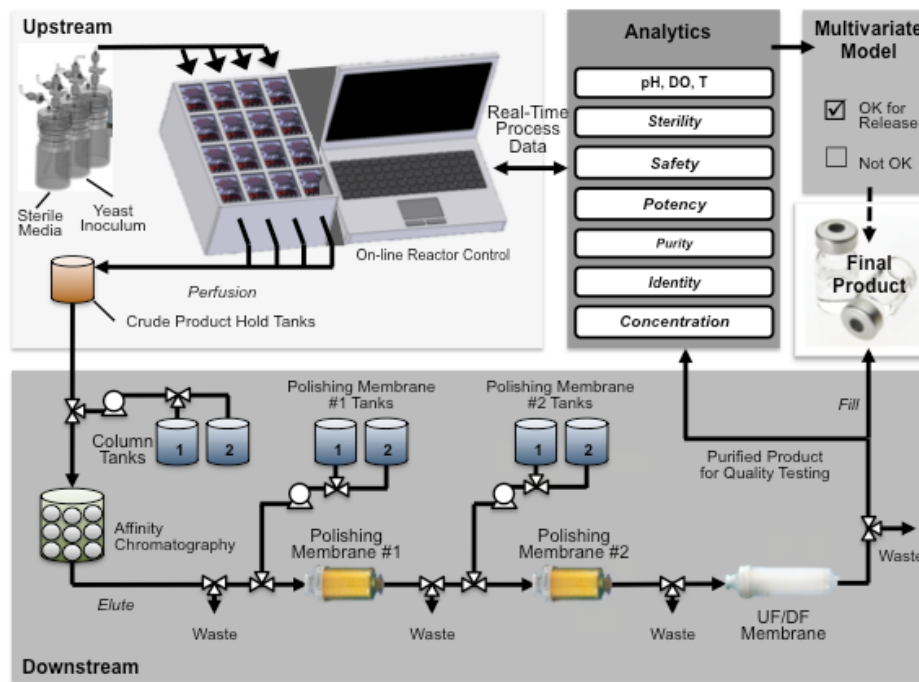 Upstream
Sterile
Media
Yeast
Inoculum
On-line Reactor Control
Perfusion
Crude Product Hold Tanks
Real-Time
Process
Data
Analytics
pH, DO, T
Sterility
Safety
Potency
Purity
Identity
Concentration
Multivariate
Model
OK for
Release
Not OK
Final
Product
Column
Tanks
1
2
Polishing Membrane
#1 Tanks
1
2
Polishing Membrane
#2 Tanks
1
2
Fill
Purified Product
for Quality Testing
Waste
Affinity
Chromatography
Polishing
Membrane #1
Polishing
Membrane #2
Elute
Waste
Waste
Waste
UF/DF
Membrane
Downstream